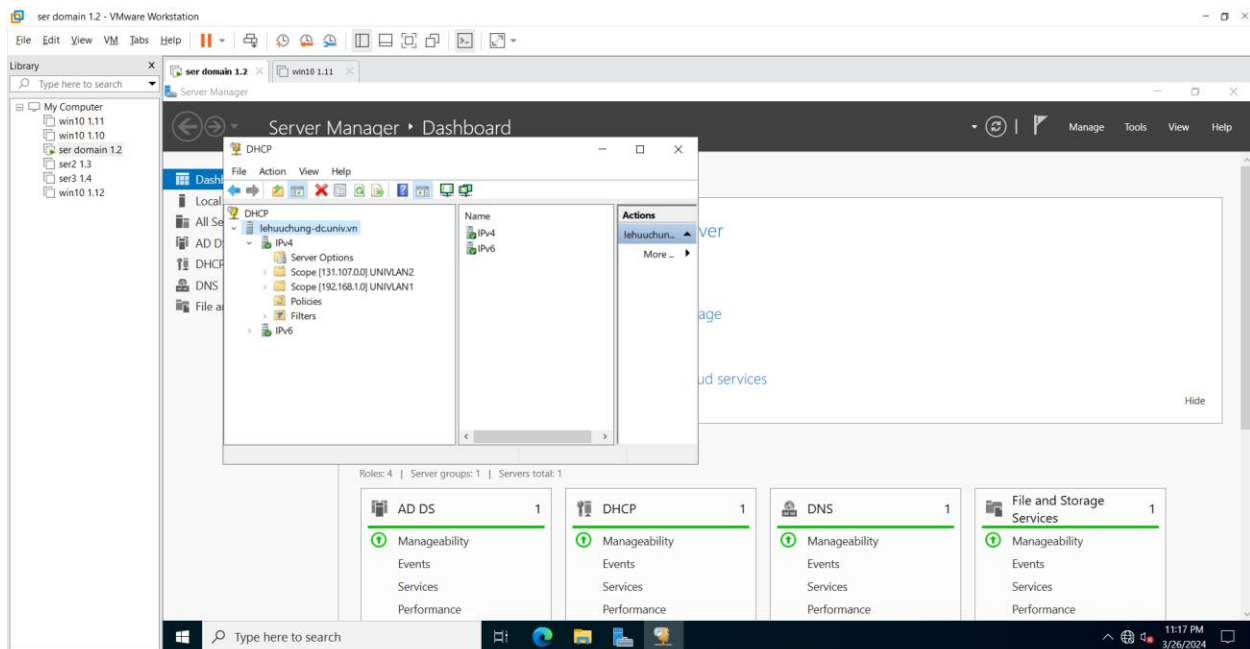 ser domain 1.2 - VMware Workstation
File Edit View VM Tabs Help
Library
Type here to search
My Computer
win10 1.11
win10 1.10
ser domain 1.2
ser2 1.3
ser3 1.4
win10 1.12
ser domain 1.2
win10 1.11
Server Manager
Server Manager • Dashboard
Manage Tools View Help
Dash
Local
All Se
AD D
DHCP
DNS
File a
DHCP
File Action View Help
DHCP
lehuuchung-dc.univ.vn
IPv4
Server Options
Scope [131.107.0.0] UNIVLAN2
Scope [192.168.1.0] UNIVLAN1
Policies
Filters
IPv6
Name
IPv4
IPv6
Actions
lehuuchun...
More ...
ver
age
ud services
Hide
Roles: 4 | Server groups: 1 | Servers total: 1
AD DS 1
Manageability
Events
Services
Performance
DHCP 1
Manageability
Events
Services
Performance
DNS 1
Manageability
Events
Services
Performance
File and Storage
Services 1
Manageability
Events
Services
Performance
Type here to search
11:17 PM
3/26/2024